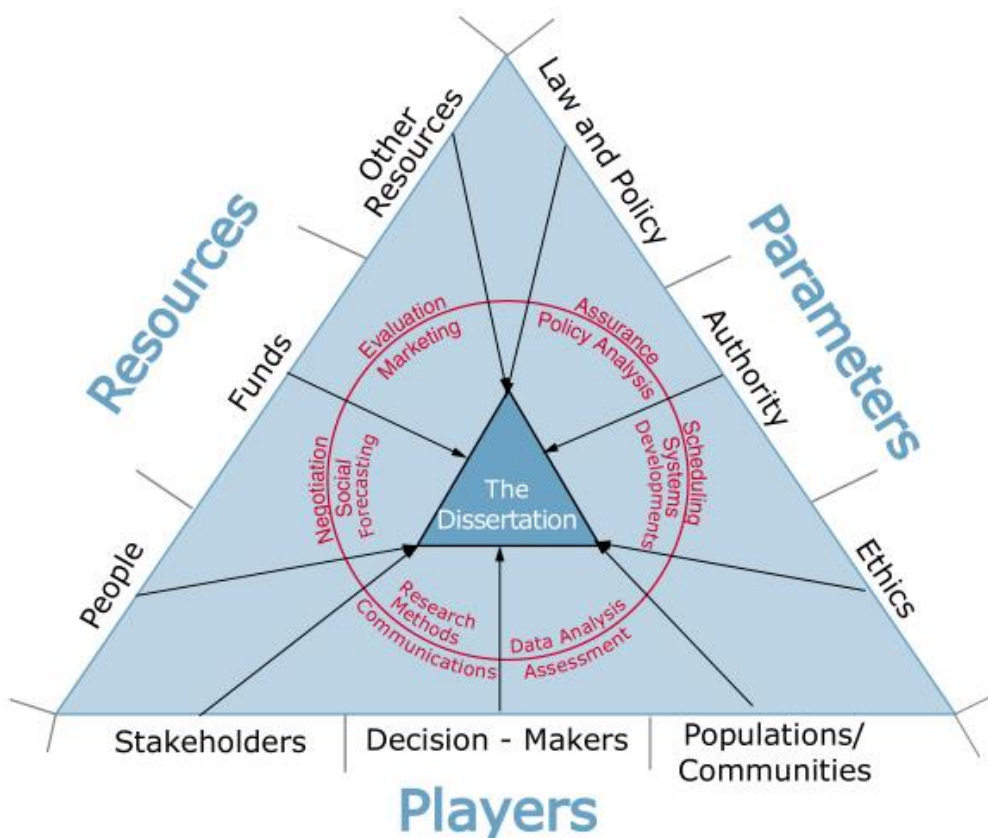 Law and Policy
Other
Resources
Resources
Parameters
Funds
Authority
Evaluation
Marketing
Assurance
Policy Analysis
Negotiation
Social
Forecasting
Scheduling
Systems
Developments
The
Dissertation
People
Ethics
Research
Methods
Communications
Data Analysis
Assessment
Stakeholders
Decision - Makers
Populations/
Communities
Players